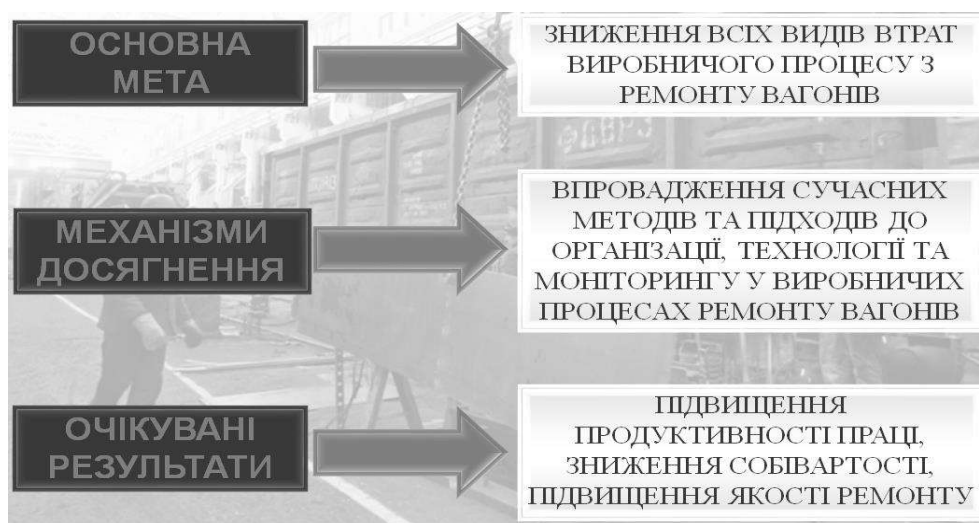 ОСНОВНА
МЕТА
ЗНИЖЕННЯ ВСІХ ВИДІВ ВТРАТ
ВИРОБНИЧОГО ПРОЦЕСУ З
РЕМОНТУ ВАГОНІВ
МЕХАНІЗМИ
ДОСЯГНЕННЯ
ВПРОВАДЖЕННЯ СУЧАСНИХ
МЕТОДІВ ТА ПІДХОДІВ ДО
ОРГАНІЗАЦІЇ, ТЕХНОЛОГІЇ ТА
МОНІТОРИНГУ У ВИРОБНИЧИХ
ПРОЦЕСАХ РЕМОНТУ ВАГОНІВ
ОЧІКУВАНІ
РЕЗУЛЬТАТИ
ПІДВИЩЕННЯ
ПРОДУКТИВНОСТІ ПРАЦІ,
ЗНИЖЕННЯ СОБІВАРТОСТІ,
ПІДВИЩЕННЯ ЯКОСТІ РЕМОНТУ